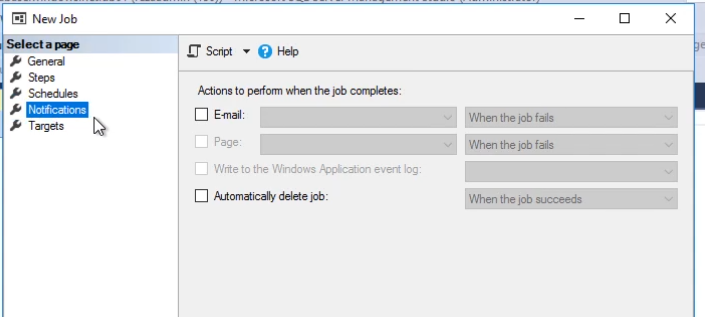 New Job
Select a page
General
Steps
Schedules
Notifications
Targets
Script Help
Actions to perform when the job completes:
E-mail: When the job fails
Page: When the job fails
Write to the Windows Application event log:
Automatically delete job: When the job succeeds